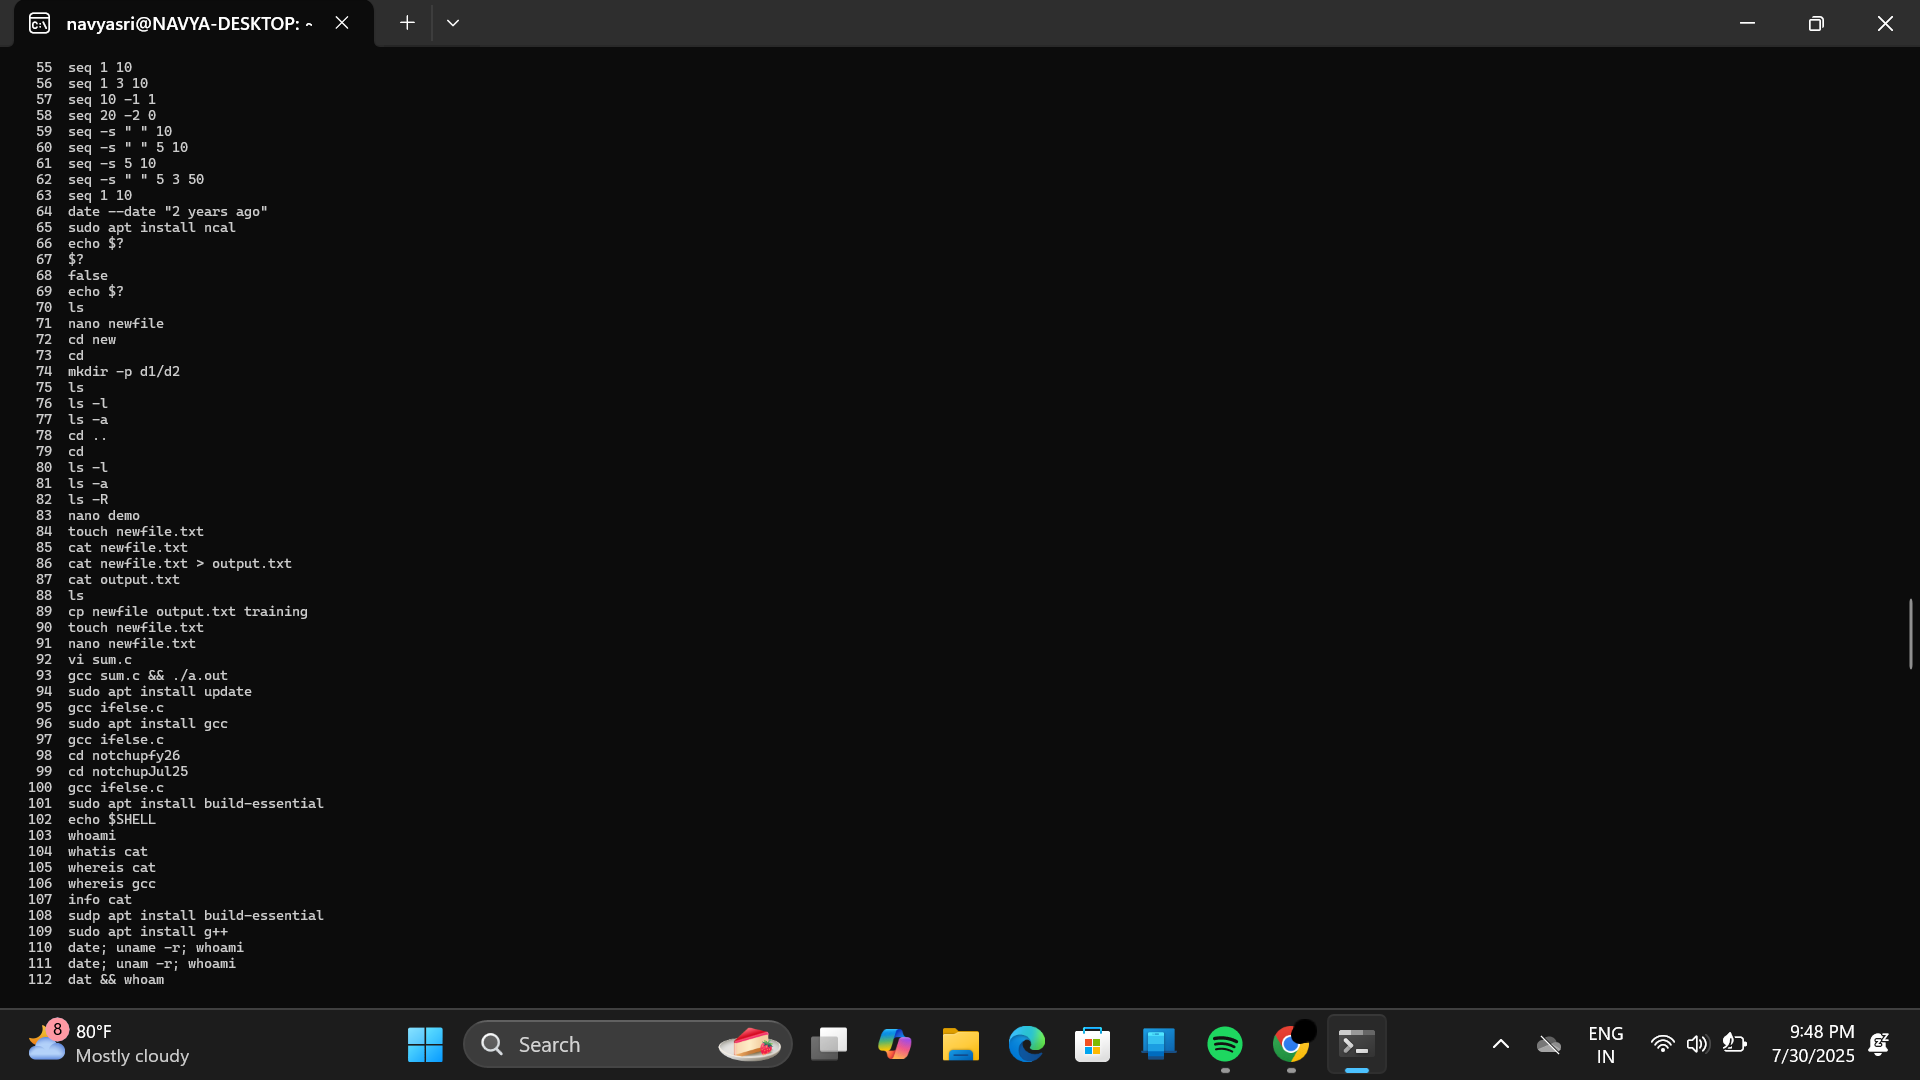 navyasri@NAVYA-DESKTOP: ~
55 seq 1 10
56 seq 1 3 10
57 seq 10 -1 1
58 seq 20 -2 0
59 seq -s " " 10
60 seq -s " " 5 10
61 seq -s 5 10
62 seq -s " " 5 3 50
63 seq 1 10
64 date --date "2 years ago"
65 sudo apt install ncal
66 echo $?
67 $?
68 false
69 echo $?
70 ls
71 nano newfile
72 cd new
73 cd
74 mkdir -p d1/d2
75 ls
76 ls -l
77 ls -a
78 cd ..
79 cd
80 ls -l
81 ls -a
82 ls -R
83 nano demo
84 touch newfile.txt
85 cat newfile.txt
86 cat newfile.txt > output.txt
87 cat output.txt
88 ls
89 cp newfile output.txt training
90 touch newfile.txt
91 nano newfile.txt
92 vi sum.c
93 gcc sum.c && ./a.out
94 sudo apt install update
95 gcc ifelse.c
96 sudo apt install gcc
97 gcc ifelse.c
98 cd notchupfy26
99 cd notchupJul25
100 gcc ifelse.c
101 sudo apt install build-essential
102 echo $SHELL
103 whoami
104 whatis cat
105 whereis cat
106 whereis gcc
107 info cat
108 sudp apt install build-essential
109 sudo apt install g++
110 date; uname -r; whoami
111 date; unam -r; whoami
112 dat && whoam
8
80°F
Mostly cloudy
Search
ENG
IN
9:48 PM
7/30/2025